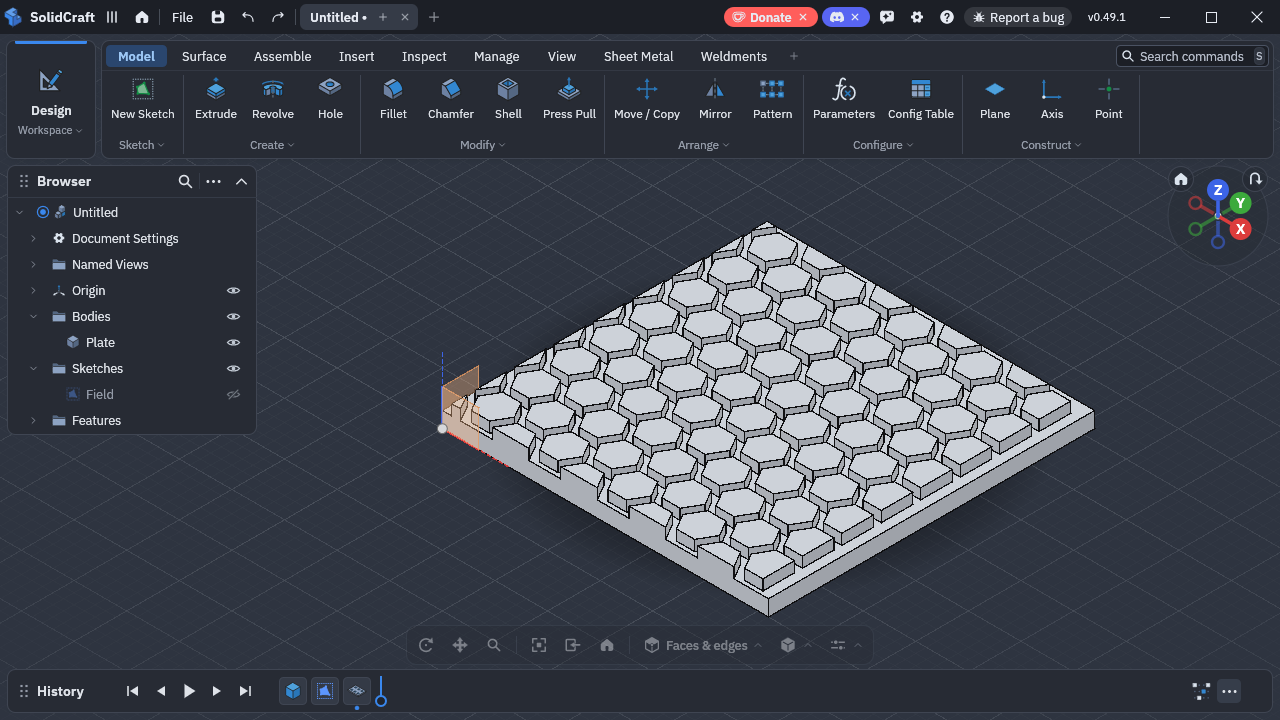 SolidCraft
File
Untitled •
Donate
Report a bug
v0.49.1
Design
Workspace
Model
Surface
Assemble
Insert
Inspect
Manage
View
Sheet Metal
Weldments
Search commands
S
New Sketch
Extrude
Revolve
Hole
Fillet
Chamfer
Shell
Press Pull
Move / Copy
Mirror
Pattern
Parameters
Config Table
Plane
Axis
Point
Sketch
Create
Modify
Arrange
Configure
Construct
Browser
Untitled
Document Settings
Named Views
Origin
Bodies
Plate
Sketches
Field
Features
Z
Y
X
Faces & edges
History